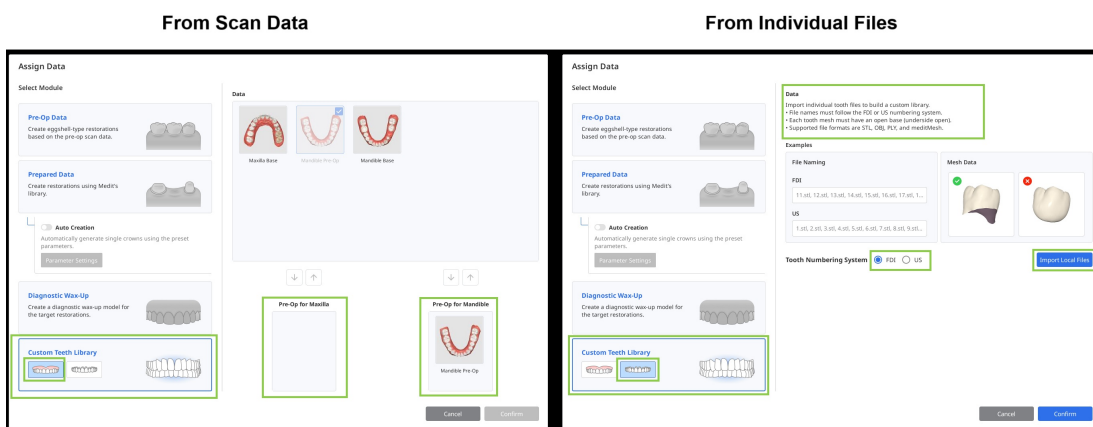 From Scan Data
Assign Data
Select Module
Pre-Op Data
Create eggshell-type restorations
based on the pre-op scan data.
Prepared Data
Create restorations using Medit's
library.
Auto Creation
Automatically generate single crowns using the preset
parameters.
Parameter Settings
Diagnostic Wax-Up
Create a diagnostic wax-up model for
the target restorations.
Custom Teeth Library
Data
Maxilla Base
Mandible Pre-Op
Mandible Base
Pre-Op for Maxilla
Pre-Op for Mandible
Mandible Pre-Op
Cancel
Confirm
From Individual Files
Assign Data
Select Module
Pre-Op Data
Create eggshell-type restorations
based on the pre-op scan data.
Prepared Data
Create restorations using Medit's
library.
Auto Creation
Automatically generate single crowns using the preset
parameters.
Parameter Settings
Diagnostic Wax-Up
Create a diagnostic wax-up model for
the target restorations.
Custom Teeth Library
Data
Import individual tooth files to build a custom library.
• File names must follow the FDI or US numbering system.
• Each tooth mesh must have an open base (underside open).
• Supported file formats are STL, OBJ, PLY, and meditMesh.
Examples
File Naming
FDI
11.stl, 12.stl, 13.stl, 14.stl, 15.stl, 16.stl, 17.stl, 1...
US
1.stl, 2.stl, 3.stl, 4.stl, 5.stl, 6.stl, 7.stl, 8.stl, 9.stl...
Mesh Data
Tooth Numbering System
FDI
US
Import Local Files
Cancel
Confirm